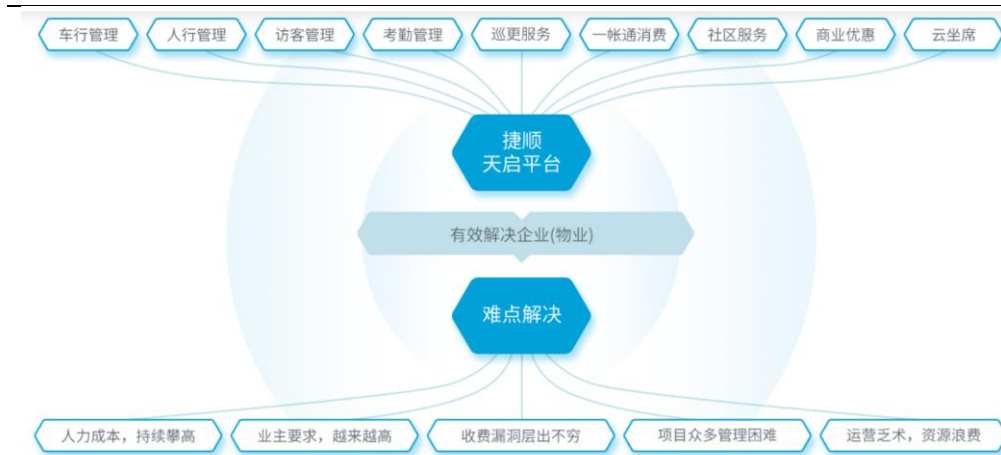 车行管理
人行管理
访客管理
考勤管理
巡更服务
一帐通消费
社区服务
商业优惠
云坐席
捷顺
天启平台
有效解决企业(物业)
难点解决
人力成本，持续攀高
业主要求，越来越高
收费漏洞层出不穷
项目众多管理困难
运营乏术，资源浪费